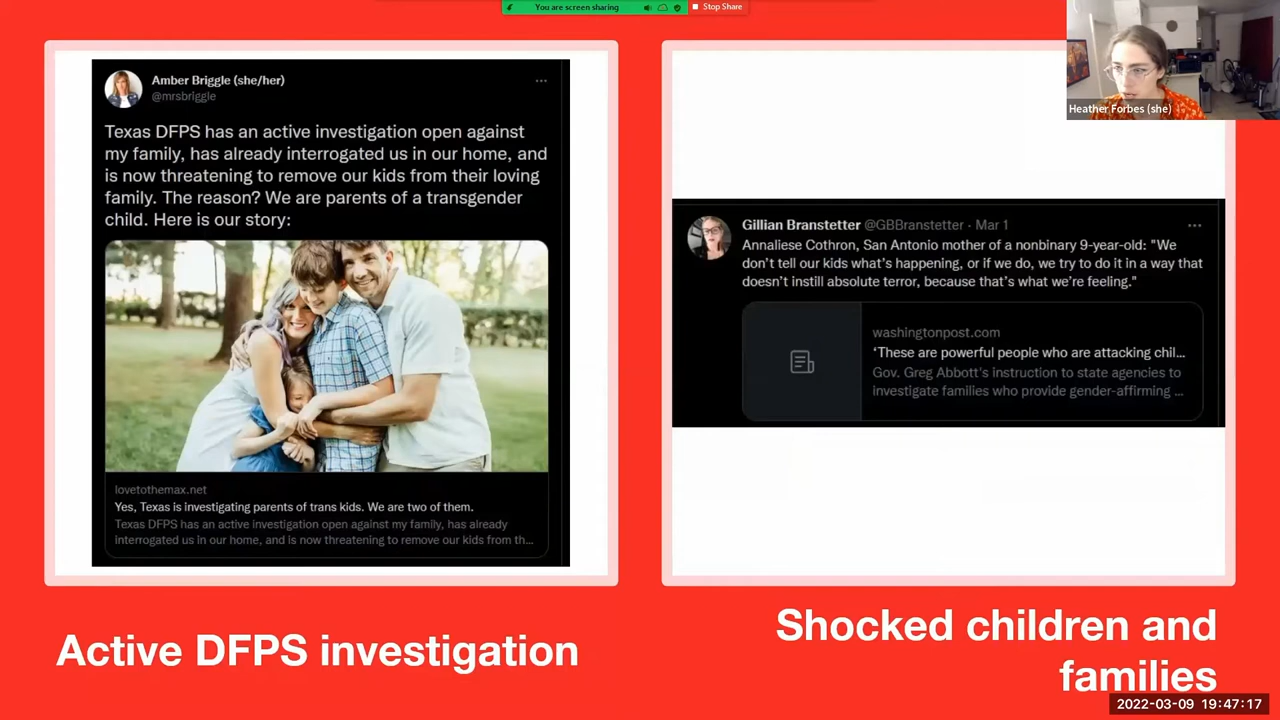 You are screen sharing
Stop Share
Heather Forbes (she)
Amber Briggle (she/her)
@mrsbriggle
Texas DFPS has an active investigation open against
my family, has already interrogated us in our home, and
is now threatening to remove our kids from their loving
family. The reason? We are parents of a transgender
child. Here is our story:
lovetothemax.net
Yes, Texas is investigating parents of trans kids. We are two of them.
Texas DFPS has an active investigation open against my family, has already
interrogated us in our home, and is now threatening to remove our kids from th...
Active DFPS investigation
Gillian Branstetter @GBBranstetter · Mar 1
Annaliese Cothron, San Antonio mother of a nonbinary 9-year-old: "We
don't tell our kids what's happening, or if we do, we try to do it in a way that
doesn't instill absolute terror, because that's what we're feeling."
washingtonpost.com
‘These are powerful people who are attacking chil...
Gov. Greg Abbott's instruction to state agencies to
investigate families who provide gender-affirming ...
Shocked children and
families
2022-03-09 19:47:17